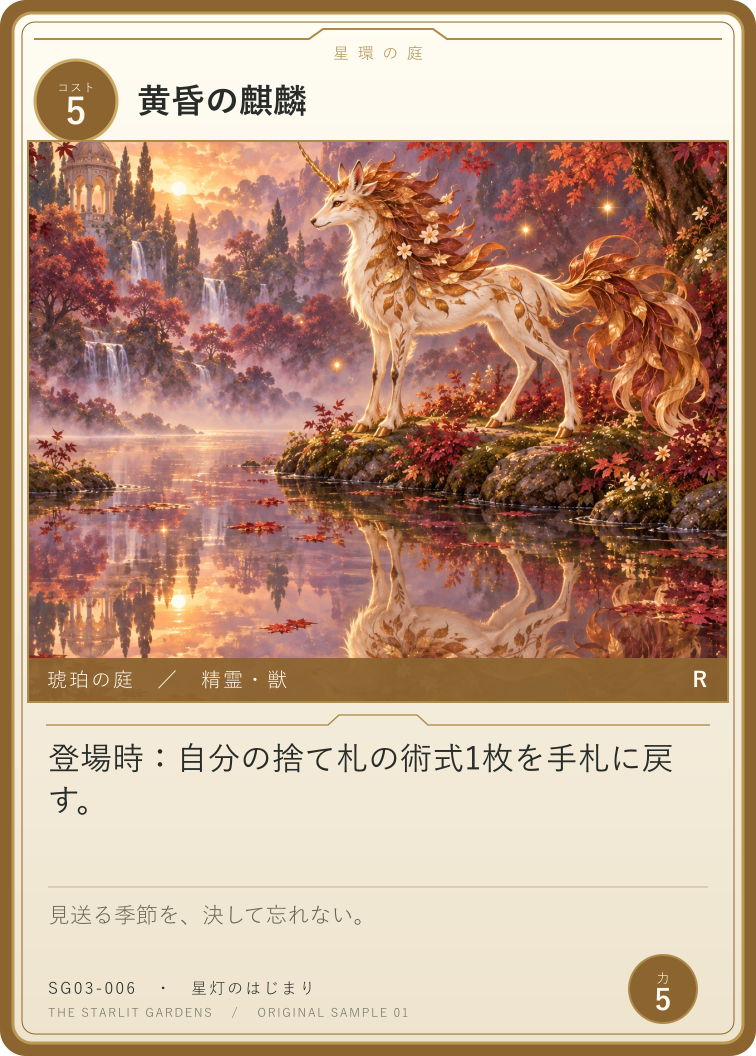 星環の庭
コスト
5
黄昏の麒麟
琥珀の庭 ／ 精霊・獣
R
登場時：自分の捨て札の術式1枚を手札に戻
す。
見送る季節を、決して忘れない。
SG03-006 ・ 星灯のはじまり
THE STARLIT GARDENS / ORIGINAL SAMPLE 01
力
5